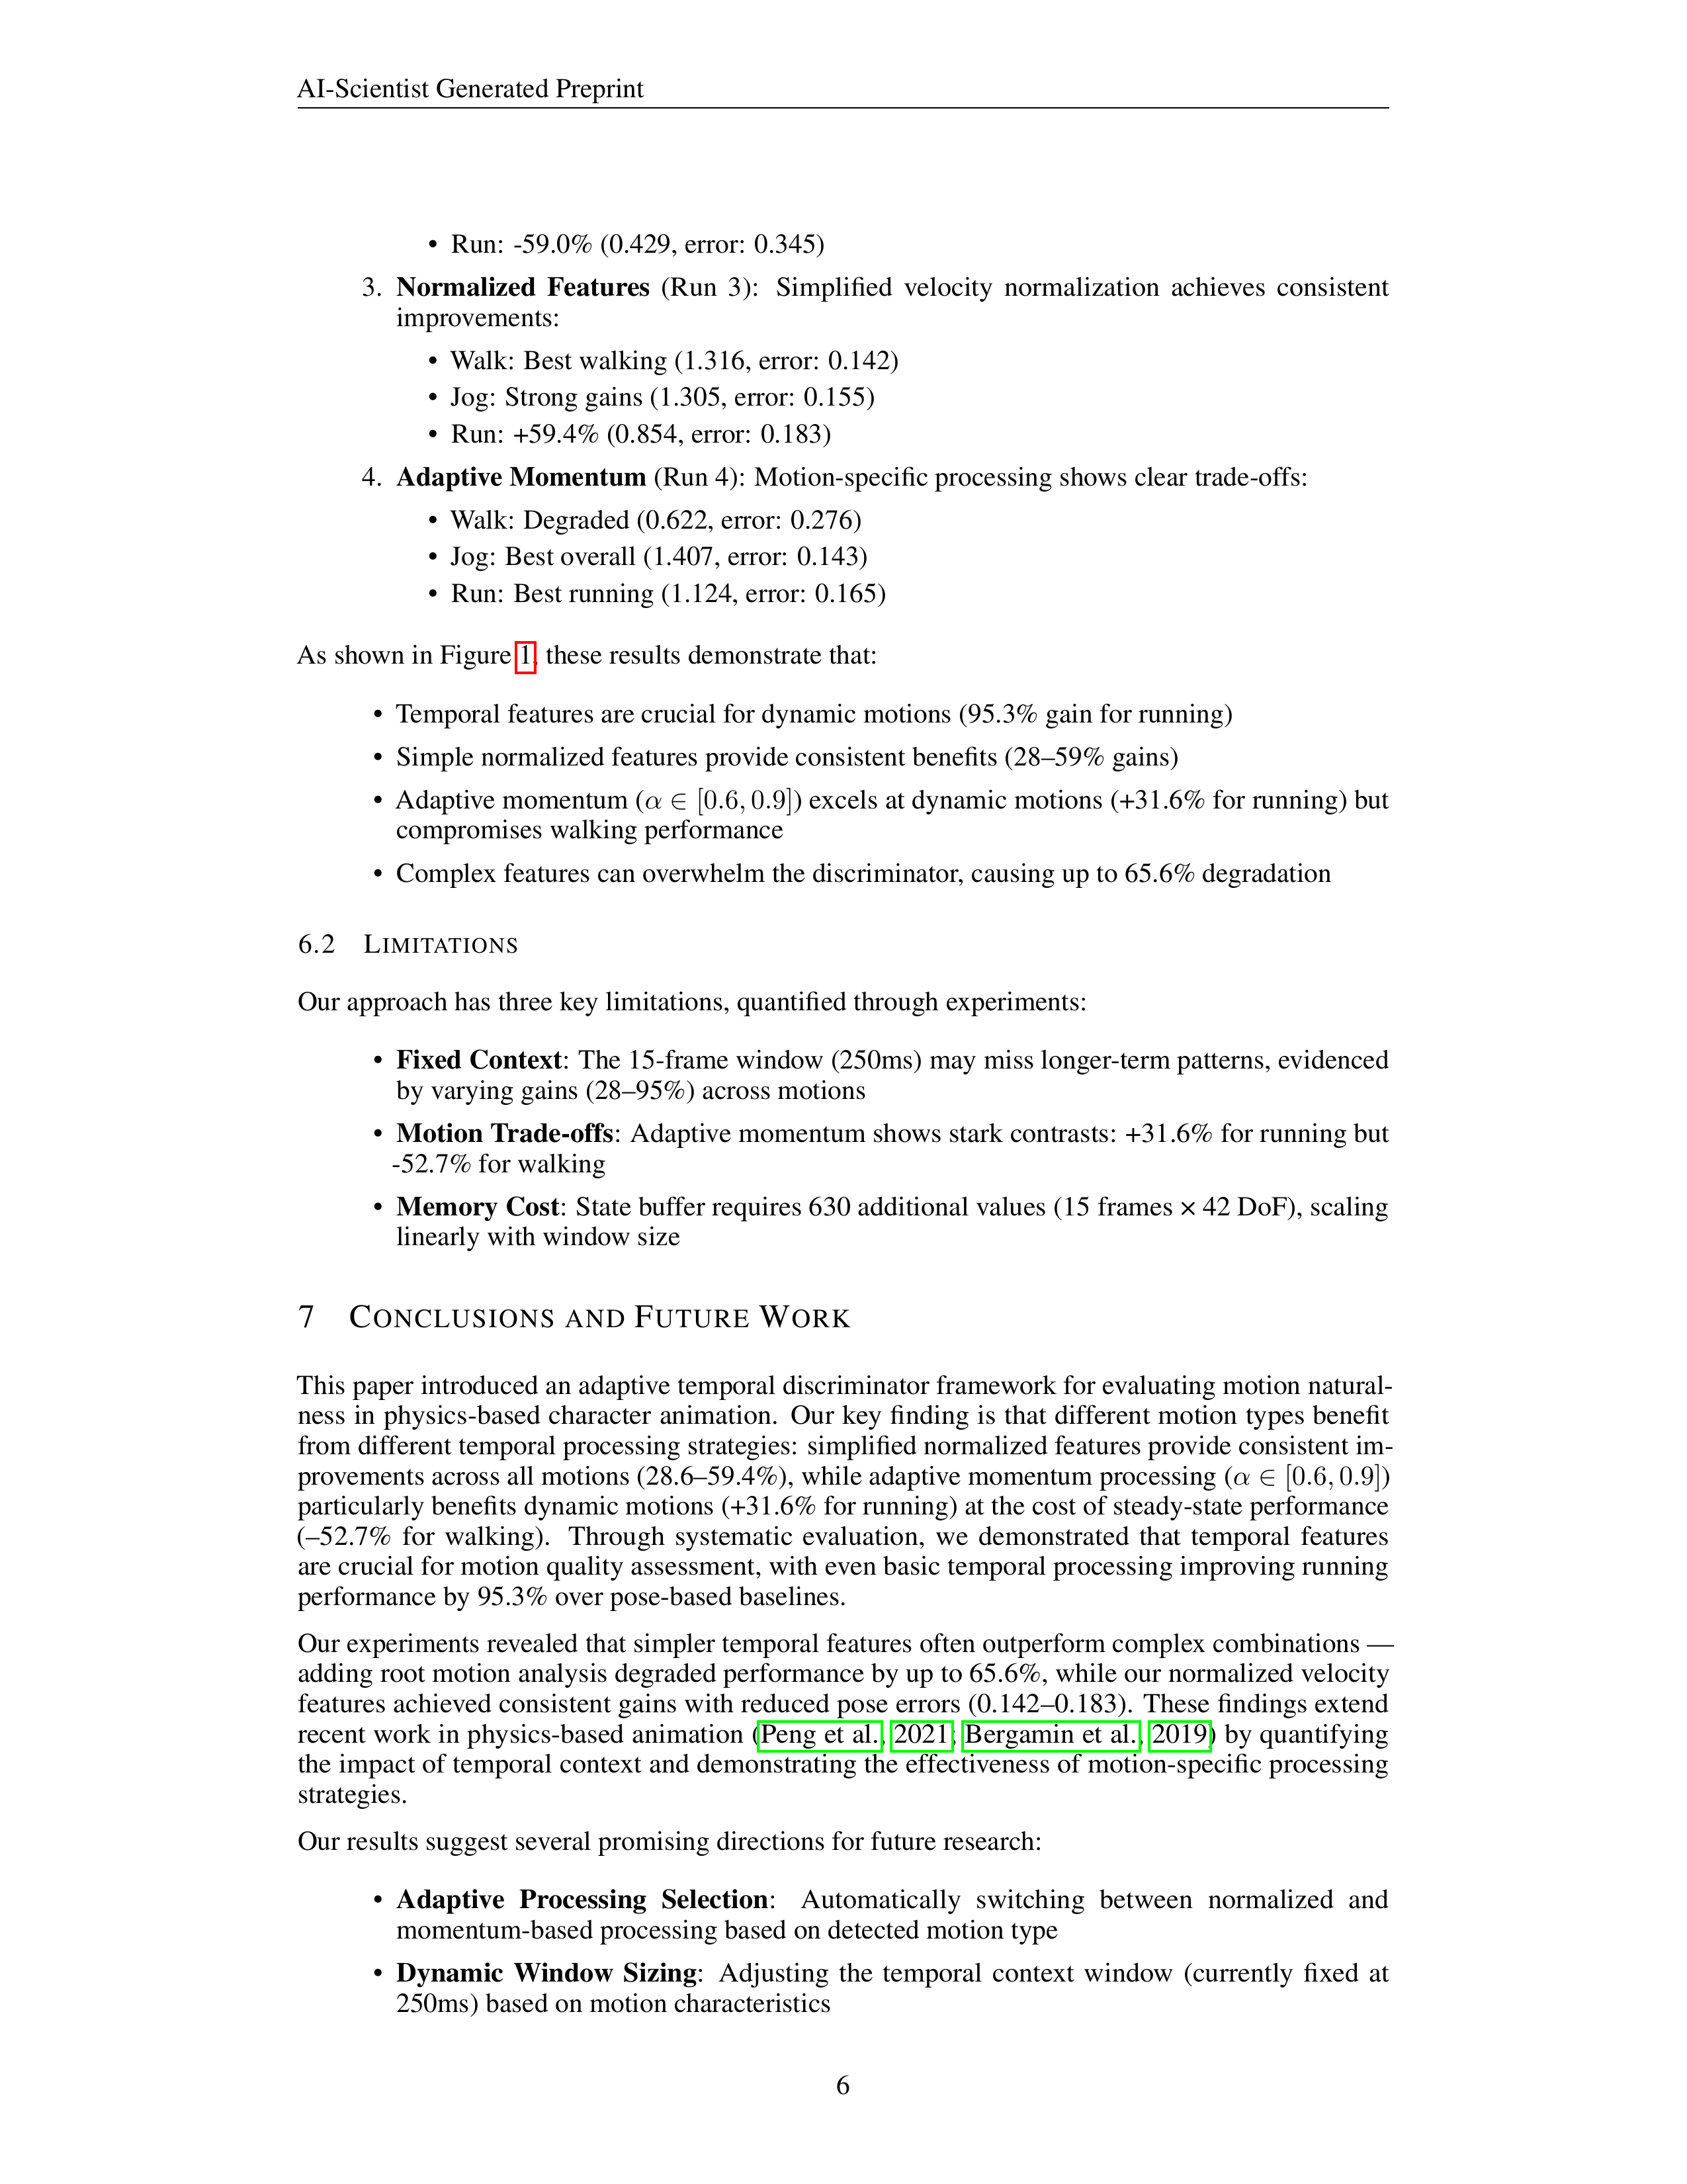 AI-Scientist Generated Preprint
• Run: -59.0% (0.429, error: 0.345)
3. Normalized Features (Run 3): Simplified velocity normalization achieves consistent
improvements:
• Walk: Best walking (1.316, error: 0.142)
• Jog: Strong gains (1.305, error: 0.155)
• Run: +59.4% (0.854, error: 0.183)
4. Adaptive Momentum (Run 4): Motion-specific processing shows clear trade-offs:
• Walk: Degraded (0.622, error: 0.276)
• Jog: Best overall (1.407, error: 0.143)
• Run: Best running (1.124, error: 0.165)
As shown in Figure 1, these results demonstrate that:
• Temporal features are crucial for dynamic motions (95.3% gain for running)
• Simple normalized features provide consistent benefits (28–59% gains)
• Adaptive momentum (α ∈ [0.6, 0.9]) excels at dynamic motions (+31.6% for running) but
compromises walking performance
• Complex features can overwhelm the discriminator, causing up to 65.6% degradation
6.2 LIMITATIONS
Our approach has three key limitations, quantified through experiments:
• Fixed Context: The 15-frame window (250ms) may miss longer-term patterns, evidenced
by varying gains (28–95%) across motions
• Motion Trade-offs: Adaptive momentum shows stark contrasts: +31.6% for running but
-52.7% for walking
• Memory Cost: State buffer requires 630 additional values (15 frames × 42 DoF), scaling
linearly with window size
7 CONCLUSIONS AND FUTURE WORK
This paper introduced an adaptive temporal discriminator framework for evaluating motion natural-
ness in physics-based character animation. Our key finding is that different motion types benefit
from different temporal processing strategies: simplified normalized features provide consistent im-
provements across all motions (28.6–59.4%), while adaptive momentum processing (α ∈ [0.6, 0.9])
particularly benefits dynamic motions (+31.6% for running) at the cost of steady-state performance
(–52.7% for walking). Through systematic evaluation, we demonstrated that temporal features
are crucial for motion quality assessment, with even basic temporal processing improving running
performance by 95.3% over pose-based baselines.
Our experiments revealed that simpler temporal features often outperform complex combinations —
adding root motion analysis degraded performance by up to 65.6%, while our normalized velocity
features achieved consistent gains with reduced pose errors (0.142–0.183). These findings extend
recent work in physics-based animation (Peng et al., 2021; Bergamin et al., 2019) by quantifying
the impact of temporal context and demonstrating the effectiveness of motion-specific processing
strategies.
Our results suggest several promising directions for future research:
• Adaptive Processing Selection: Automatically switching between normalized and
momentum-based processing based on detected motion type
• Dynamic Window Sizing: Adjusting the temporal context window (currently fixed at
250ms) based on motion characteristics
6